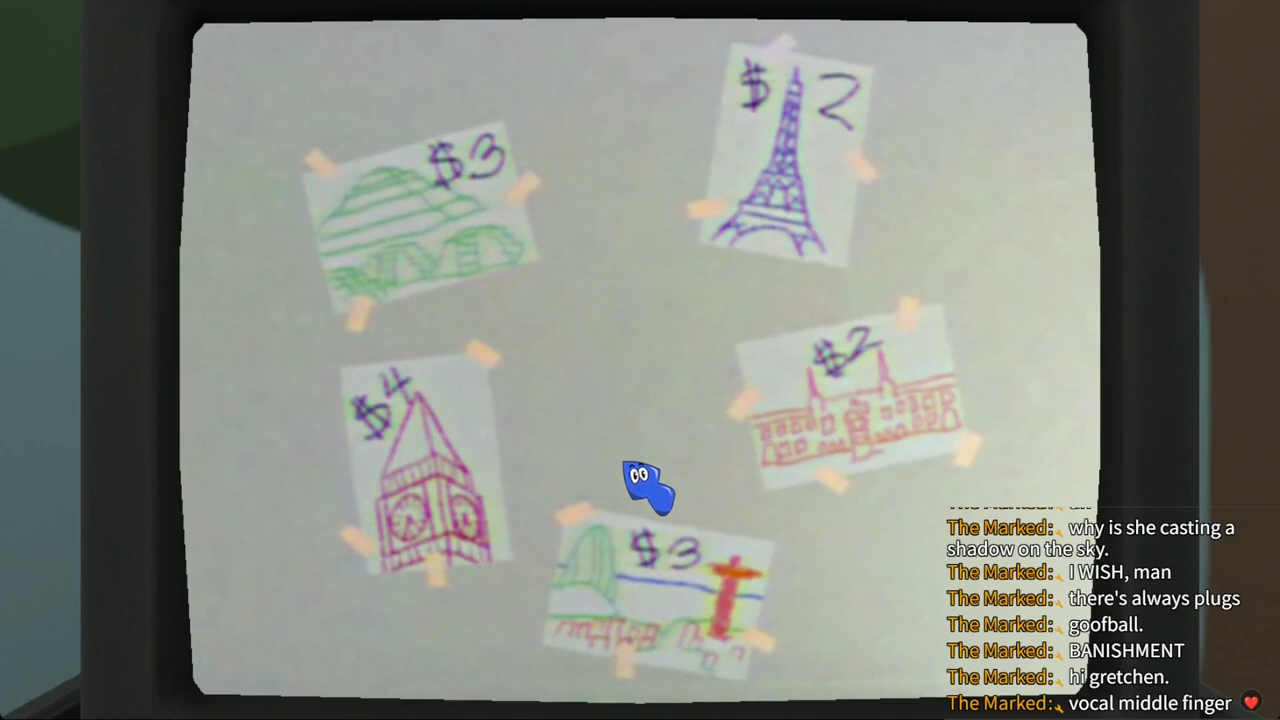 $ 2
$3
$2
$4
$3
The Marked: why is she casting a
shadow on the sky.
The Marked: I WISH, man
The Marked: there's always plugs
The Marked: goofball.
The Marked: BANISHMENT
The Marked: hi gretchen.
The Marked: vocal middle finger